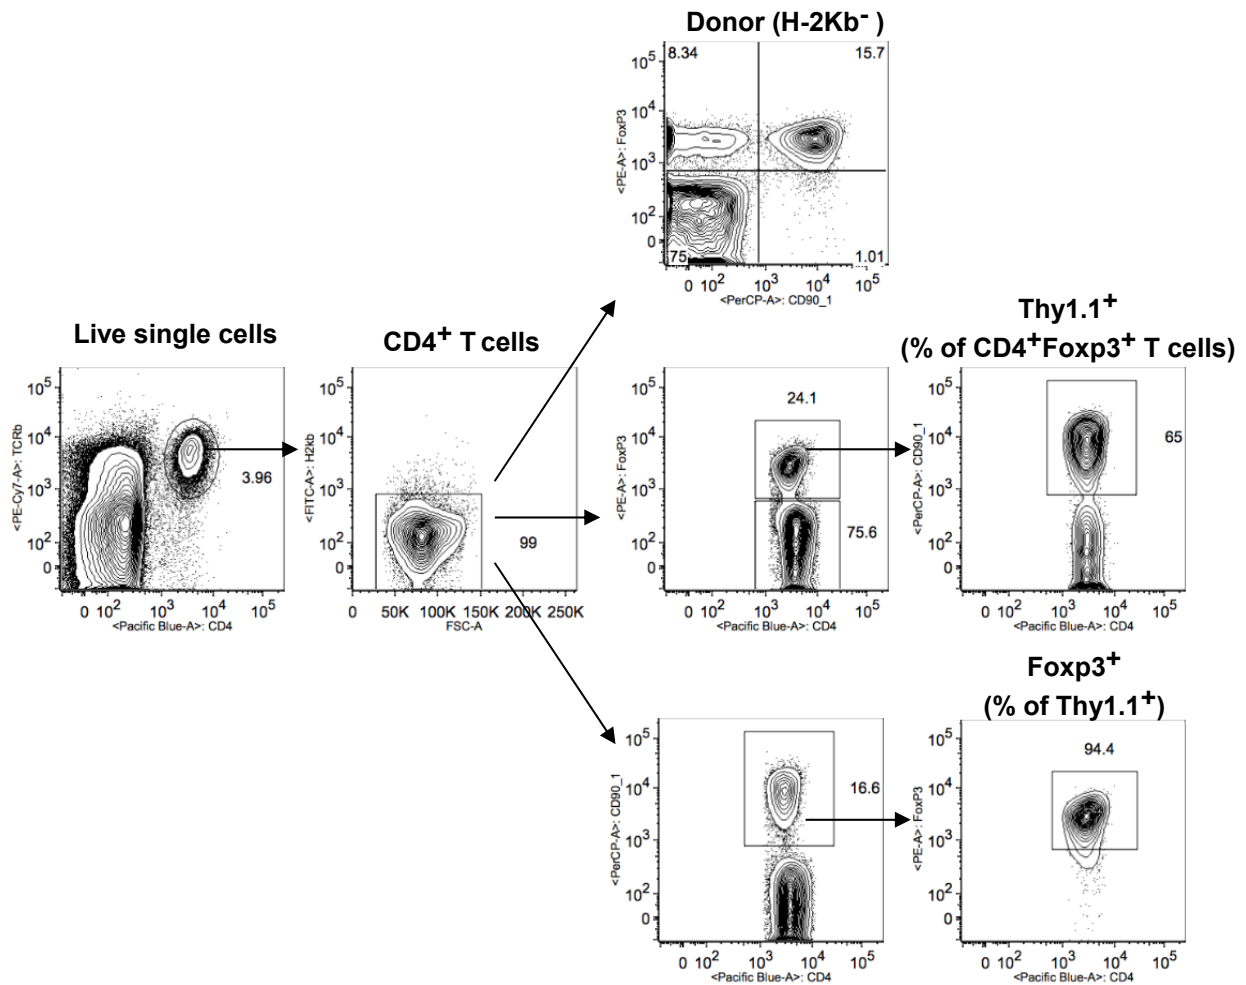 Donor (H-2Kb⁻ )
8.34
15.7
75
1.01
10⁵
10⁴
10³
10²
0
<PE-A>: FoxP3
0 10² 10³ 10⁴ 10⁵
<PerCP-A>: CD90_1
Live single cells
10⁵
10⁴
10³
10²
0
<PE-Cy7-A>: TCRb
3.96
0 10² 10³ 10⁴ 10⁵
<Pacific Blue-A>: CD4
CD4⁺ T cells
10⁵
10⁴
10³
10²
0
<FITC-A>: H2kb
99
0 50K 100K 150K 200K 250K
FSC-A
24.1
75.6
10⁵
10⁴
10³
10²
0
<PE-A>: FoxP3
0 10² 10³ 10⁴ 10⁵
<Pacific Blue-A>: CD4
Thy1.1⁺
(% of CD4⁺Foxp3⁺ T cells)
65
10⁵
10⁴
10³
10²
0
<PerCP-A>: CD90_1
0 10² 10³ 10⁴ 10⁵
<Pacific Blue-A>: CD4
16.6
10⁵
10⁴
10³
10²
0
<PerCP-A>: CD90_1
0 10² 10³ 10⁴ 10⁵
<Pacific Blue-A>: CD4
Foxp3⁺
(% of Thy1.1⁺)
94.4
10⁵
10⁴
10³
10²
0
<PE-A>: FoxP3
0 10² 10³ 10⁴ 10⁵
<Pacific Blue-A>: CD4